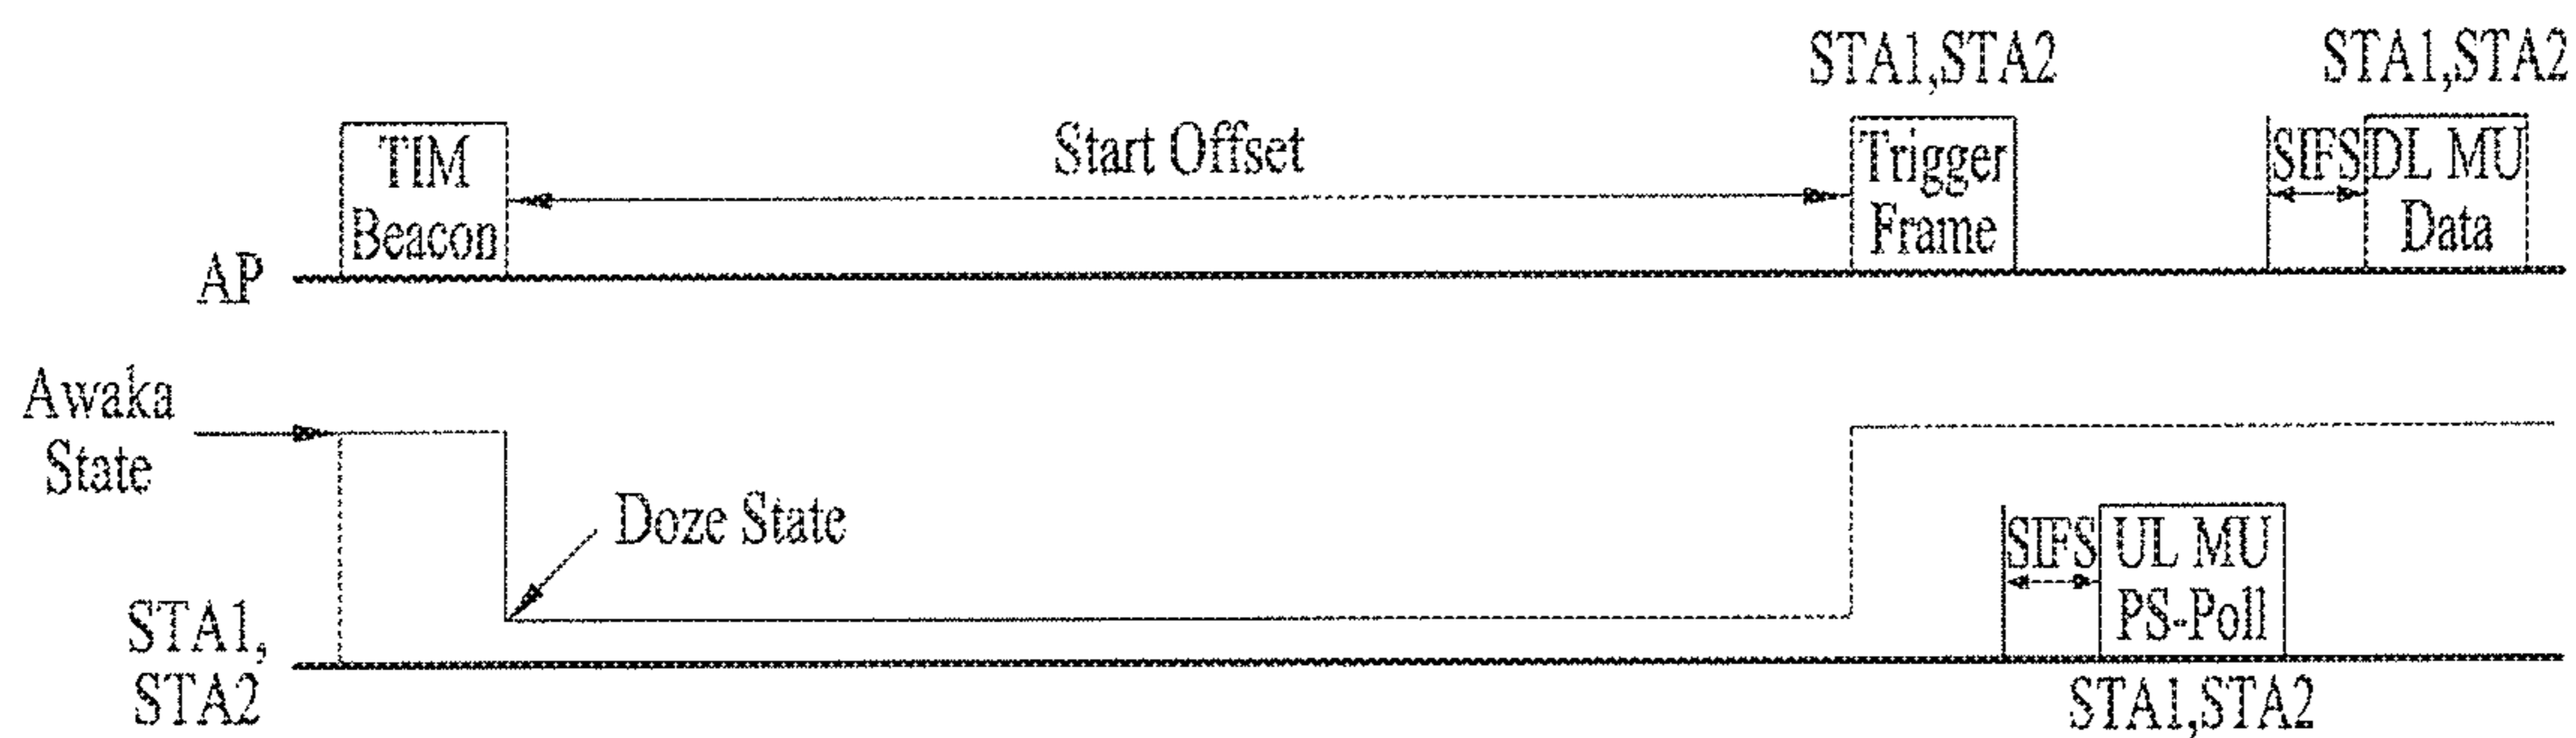 STA1,STA2
STA1,STA2
TIM
Beacon
Start Offset
Trigger
Frame
SIFS
DL MU
Data
AP
Awaka
State
Doze State
SIFS
UL MU
PS-Poll
STA1,
STA2
STA1,STA2